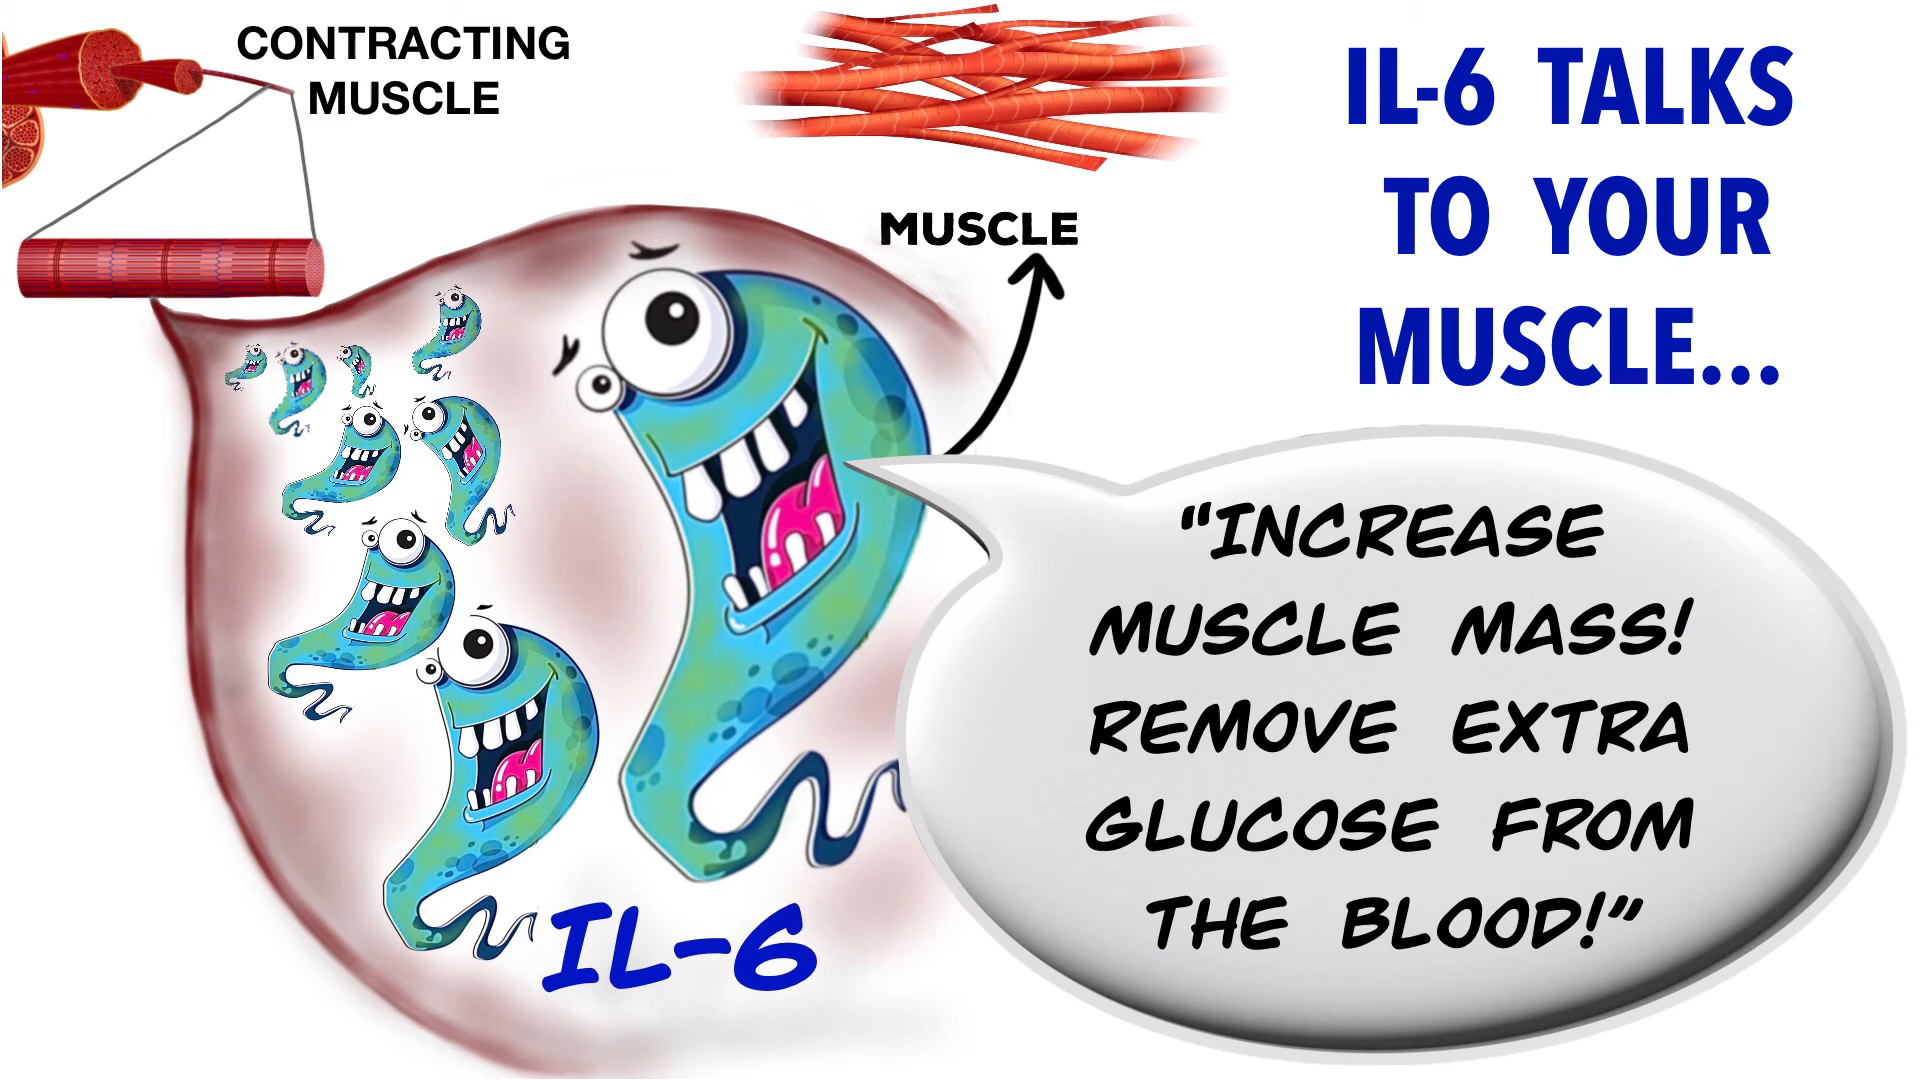 CONTRACTING
MUSCLE
MUSCLE
IL-6 TALKS
TO YOUR
MUSCLE...
"INCREASE
MUSCLE MASS!
REMOVE EXTRA
GLUCOSE FROM
THE BLOOD!"
IL-6